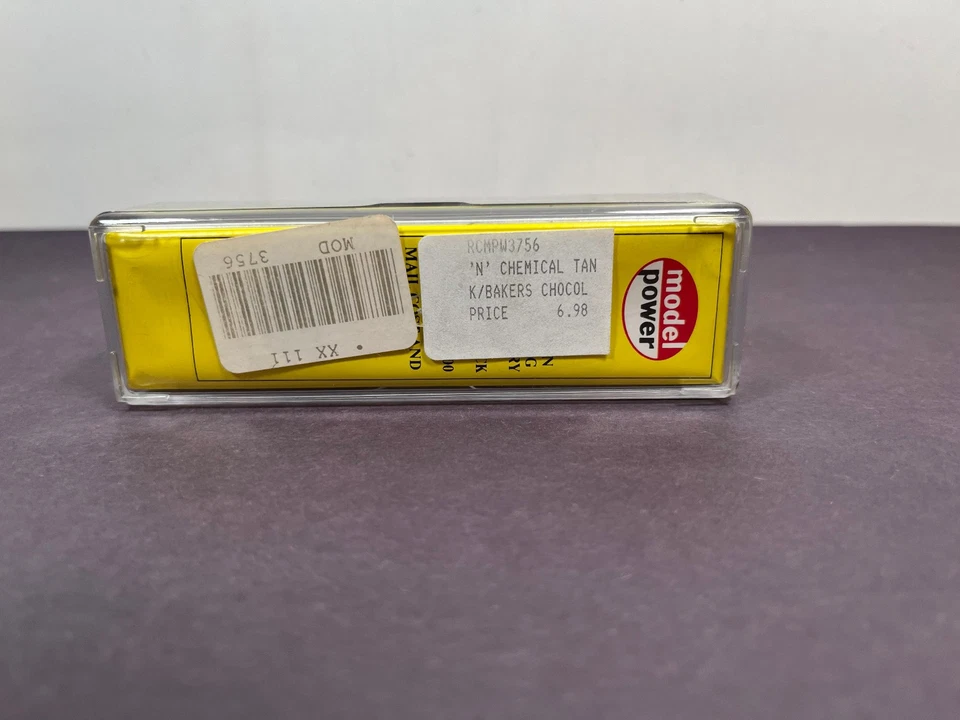 MOD
3756
XX 111
RCMPW3756
'N' CHEMICAL TAN
K/BAKERS CHOCOL
PRICE 6.98
model
power